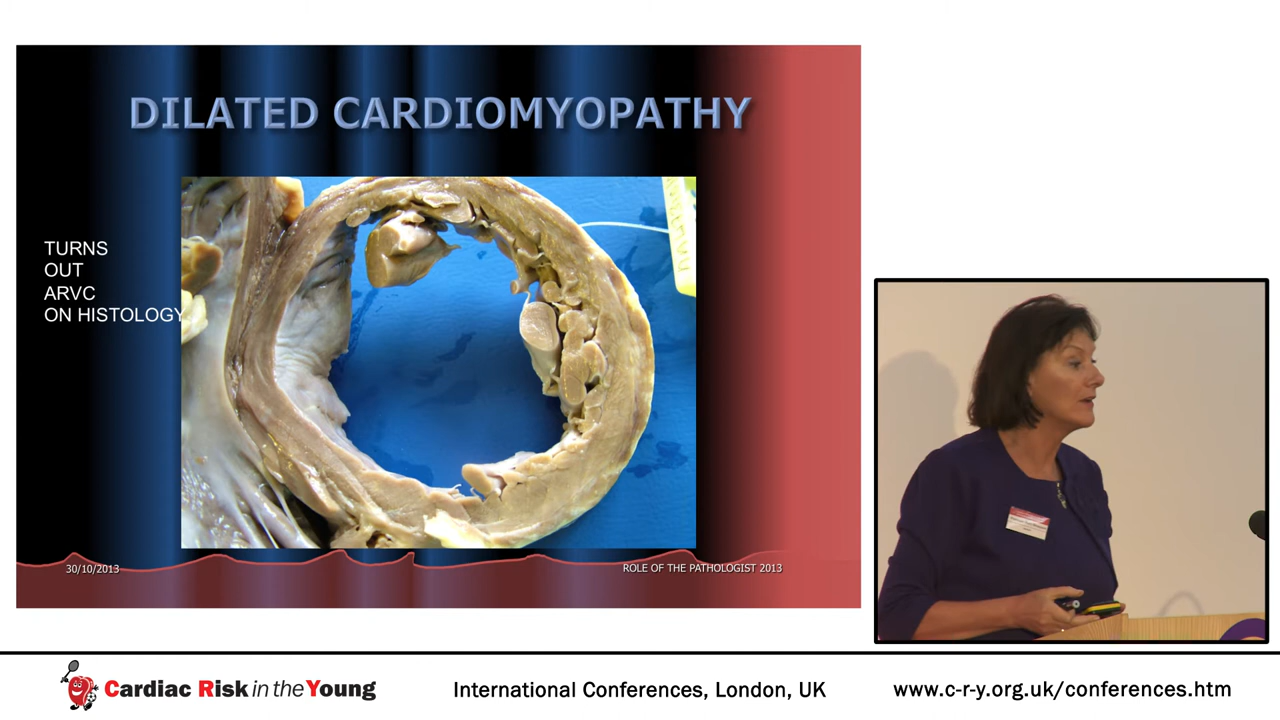 DILATED CARDIOMYOPATHY
TURNS
OUT
ARVC
ON HISTOLOGY
30/10/2013
ROLE OF THE PATHOLOGIST 2013
Cardiac Risk in the Young
International Conferences, London, UK
www.c-r-y.org.uk/conferences.htm